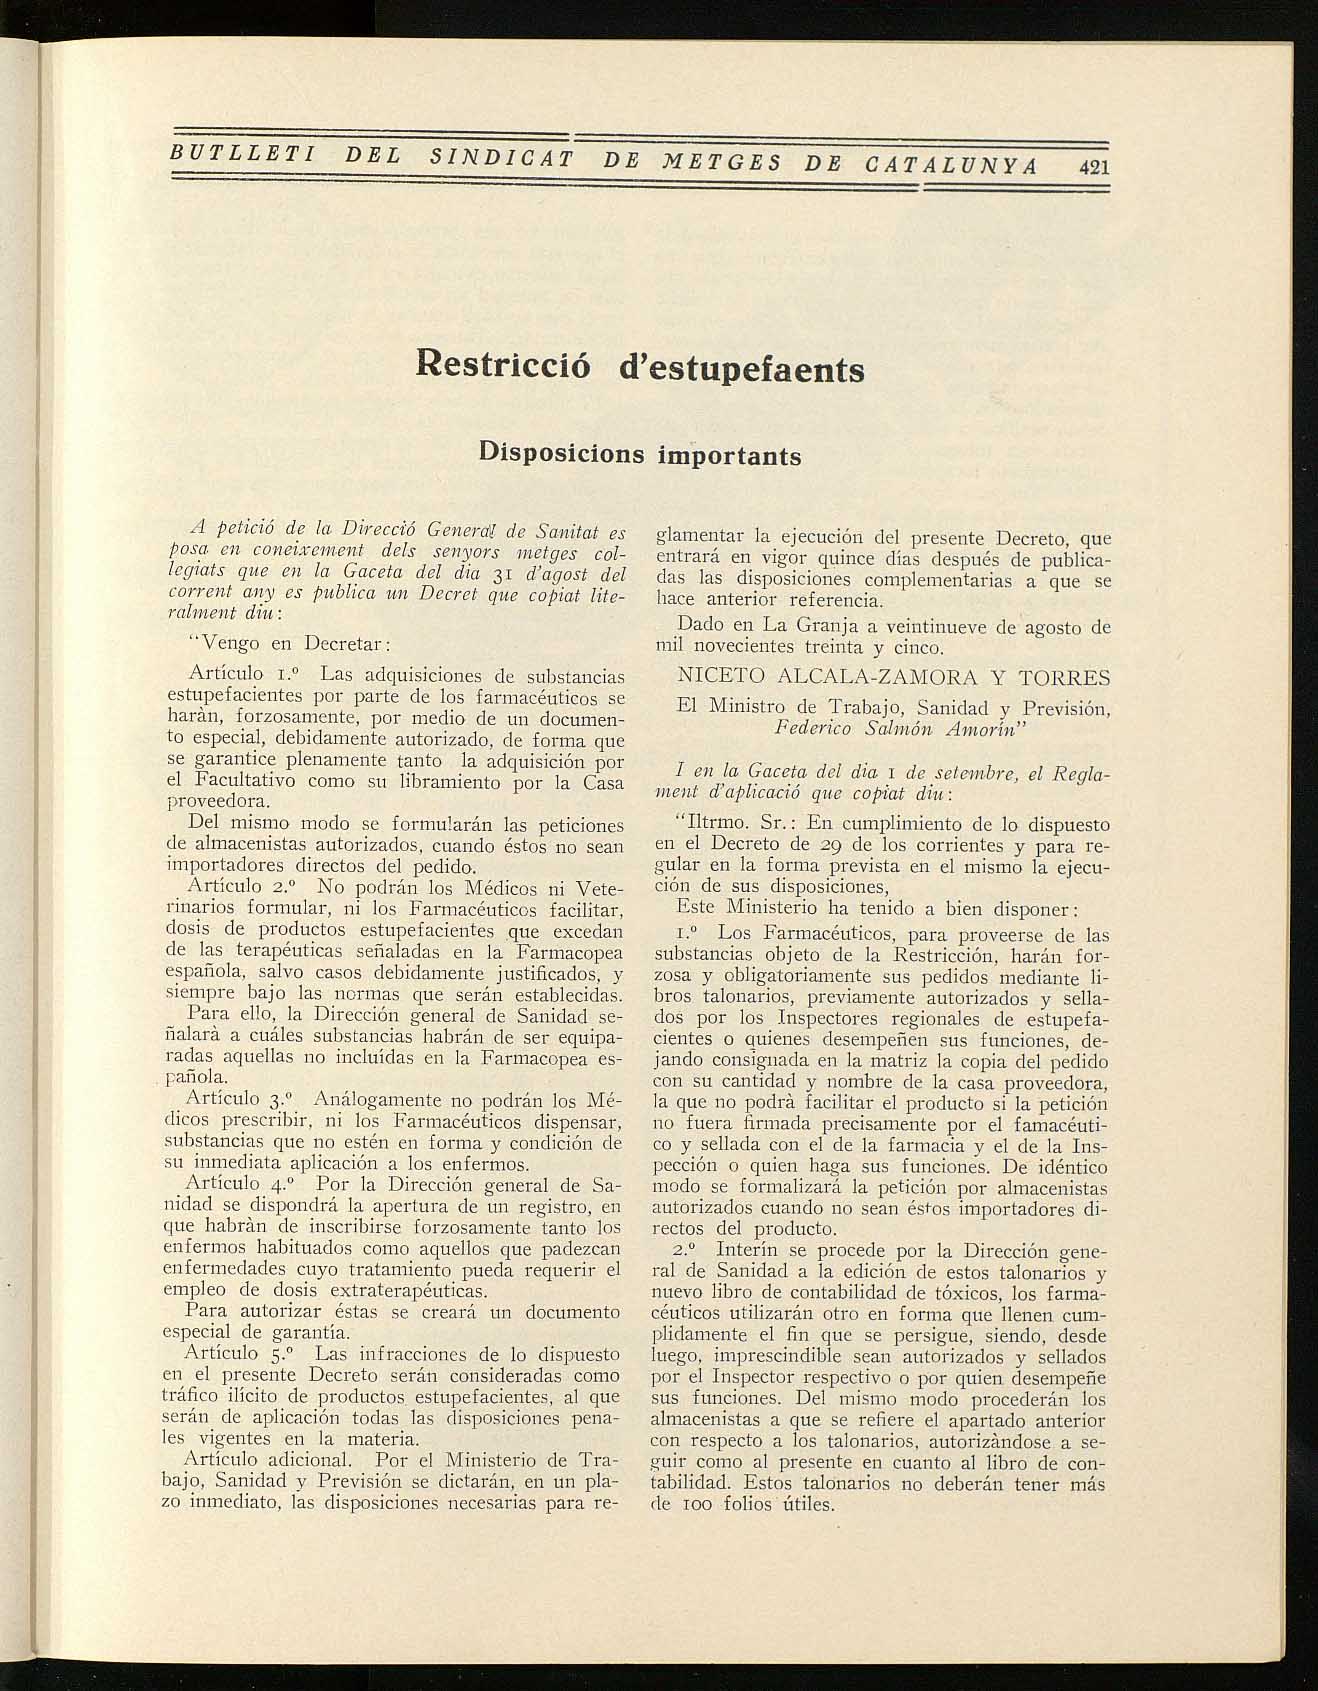 BUTLLETI DEL SINDICAT DE METGES DE CATALUNYA 421
Restricció d'estupefaents
Disposicions importants
A petició de la Direcció General de Sanitat es
posa en coneixement dels senyors metges col-
legiats que en la Gaceta del dia 31 d'agost del
corrent any es publica un Decret que copiat lite-
ralment diu:
"Vengo en Decretar:
Artículo 1.º Las adquisiciones de substancias
estupefacientes por parte de los farmacéuticos se
haràn, forzosamente, por medio de un documen-
to especial, debidamente autorizado, de forma que
se garantice plenamente tanto la adquisición por
el Facultativo como su libramiento por la Casa
proveedora.
Del mismo modo se formularán las peticiones
de almacenistas autorizados, cuando éstos no sean
importadores directos del pedido.
Artículo 2.º No podrán los Médicos ni Vete-
rinarios formular, ni los Farmacéuticos facilitar,
dosis de productos estupefacientes que excedan
de las terapéuticas señaladas en la Farmacopea
española, salvo casos debidamente justificados, y
siempre bajo las normas que serán establecidas.
Para ello, la Dirección general de Sanidad se-
ñalarà a cuáles substancias habrán de ser equipa-
radas aquellas no incluídas en la Farmacopea es-
pañola.
Artículo 3.º Análogamente no podrán los Mé-
dicos prescribir, ni los Farmacéuticos dispensar,
substancias que no estén en forma y condición de
su inmediata aplicación a los enfermos.
Artículo 4.º Por la Dirección general de Sa-
nidad se dispondrá la apertura de un registro, en
que habràn de inscribirse forzosamente tanto los
enfermos habituados como aquellos que padezcan
enfermedades cuyo tratamiento pueda requerir el
empleo de dosis extraterapéuticas.
Para autorizar éstas se creará un documento
especial de garantía.
Artículo 5.º Las infracciones de lo dispuesto
en el presente Decreto serán consideradas como
tráfico ilícito de productos estupefacientes, al que
serán de aplicación todas las disposiciones pena-
les vigentes en la materia.
Artículo adicional. Por el Ministerio de Tra-
bajo, Sanidad y Previsión se dictarán, en un pla-
zo inmediato, las disposiciones necesarias para re-
glamentar la ejecución del presente Decreto, que
entrará en vigor quince días después de publica-
das las disposiciones complementarias a que se
hace anterior referencia.
Dado en La Granja a veintinueve de agosto de
mil novecientes treinta y cinco.
NICETO ALCALA-ZAMORA Y TORRES
El Ministro de Trabajo, Sanidad y Previsión,
Federico Salmón Amorín"
I en la Gaceta del dia 1 de setembre, el Regla-
ment d'aplicació que copiat diu:
"Iltrmo. Sr.: En cumplimiento de lo dispuesto
en el Decreto de 29 de los corrientes y para re-
gular en la forma prevista en el mismo la ejecu-
ción de sus disposiciones,
Este Ministerio ha tenido a bien disponer:
1.º Los Farmacéuticos, para proveerse de las
substancias objeto de la Restricción, harán for-
zosa y obligatoriamente sus pedidos mediante li-
bros talonarios, previamente autorizados y sella-
dos por los Inspectores regionales de estupefa-
cientes o quienes desempeñen sus funciones, de-
jando consignada en la matriz la copia del pedido
con su cantidad y nombre de la casa proveedora,
la que no podrà facilitar el producto si la petición
no fuera firmada precisamente por el famacéuti-
co y sellada con el de la farmacia y el de la Ins-
pección o quien haga sus funciones. De idéntico
modo se formalizará la petición por almacenistas
autorizados cuando no sean éstos importadores di-
rectos del producto.
2.º Interín se procede por la Dirección gene-
ral de Sanidad a la edición de estos talonarios y
nuevo libro de contabilidad de tóxicos, los farma-
céuticos utilizarán otro en forma que llenen cum-
plidamente el fin que se persigue, siendo, desde
luego, imprescindible sean autorizados y sellados
por el Inspector respectivo o por quien desempeñe
sus funciones. Del mismo modo procederán los
almacenistas a que se refiere el apartado anterior
con respecto a los talonarios, autorizàndose a se-
guir como al presente en cuanto al libro de con-
tabilidad. Estos talonarios no deberán tener más
de 100 folios útiles.